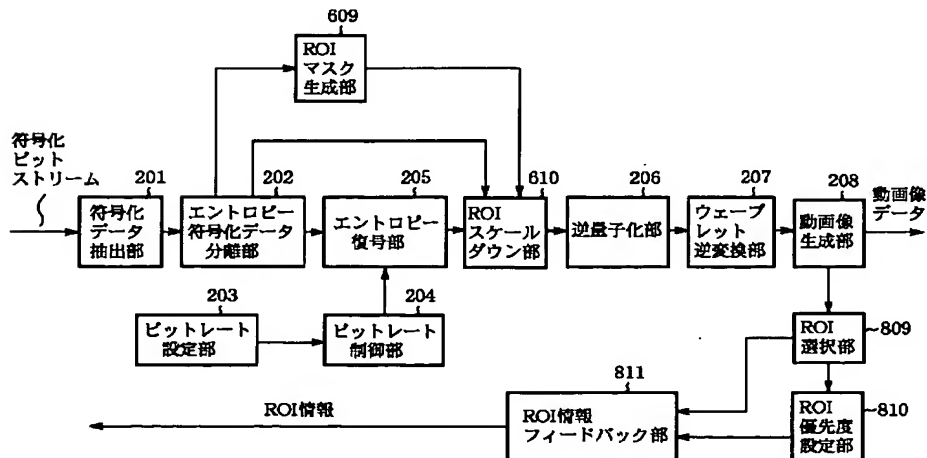 609
ROI
マスク
生成部
符号化
ビット
ストリーム
201
202
205
610
206
207
208
動画像
データ
符号化
データ
抽出部
エントロピー
符号化データ
分離部
エントロピー
復号部
ROI
スケール
ダウン部
逆量子化部
ウェーブ
レット
逆変換部
動画像
生成部
203
204
ビットレート
設定部
ビットレート
制御部
ROI
選択部
809
811
ROI情報
ROI情報
フィードバック部
ROI
優先度
設定部
810